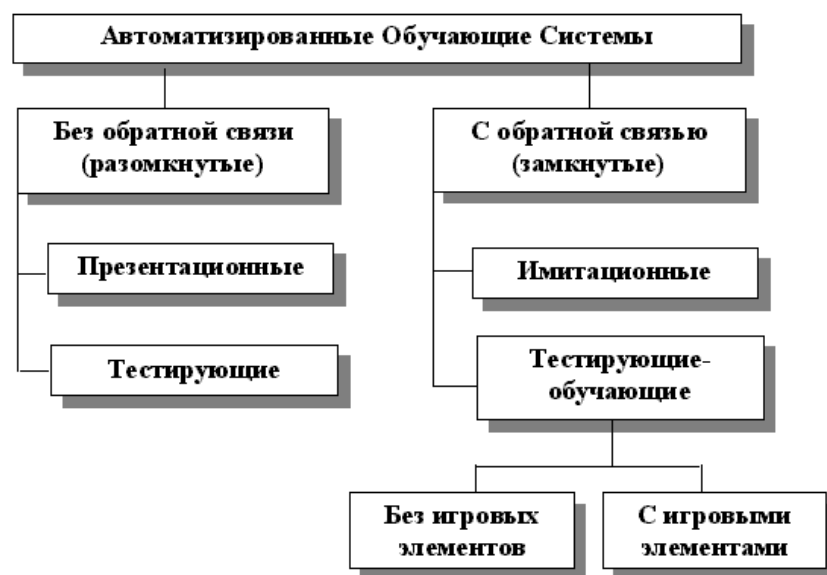 Автоматизированные Обучающие Системы
Без обратной связи
(разомкнутые)
С обратной связью
(замкнутые)
Презентационные
Имитационные
Тестирующие
Тестирующие-
обучающие
Без игровых
элементов
С игровыми
элементами